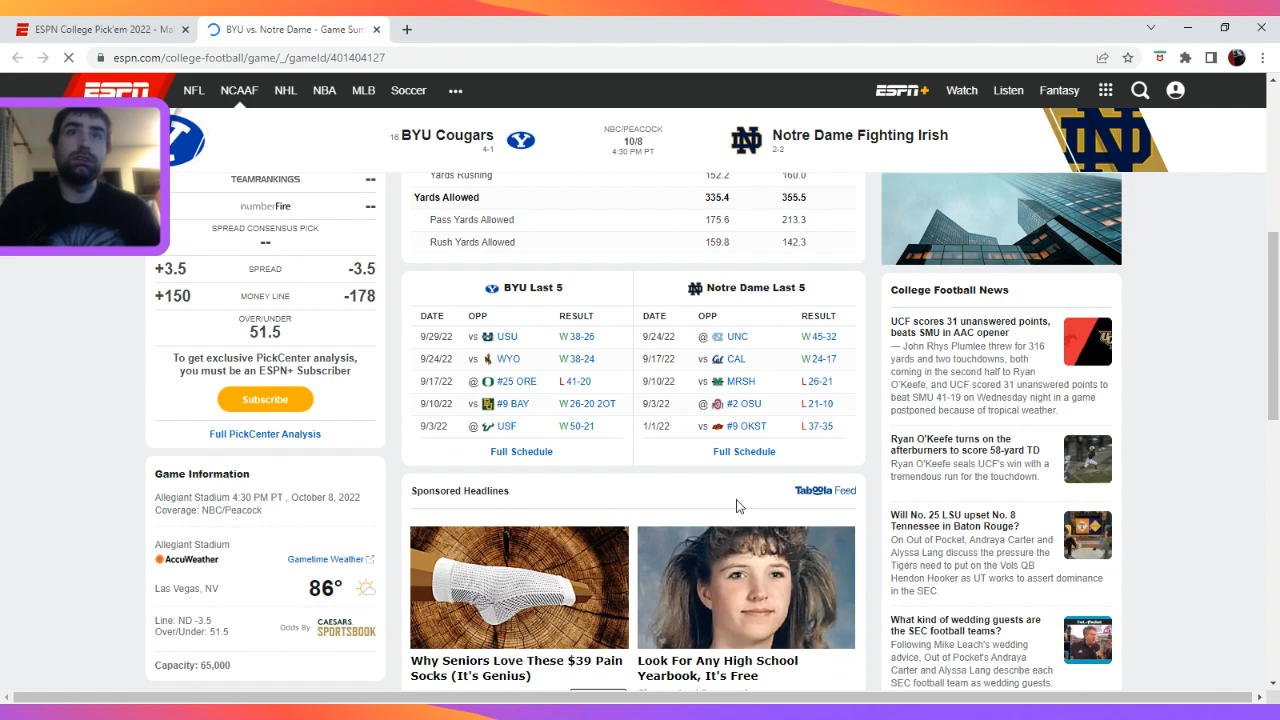 ESPN College Pick'em 2022 - Ma
BYU vs. Notre Dame - Game Sum
espn.com/college-football/game/_/gameId/401404127
ESPN
NFL
NCAAF
NHL
NBA
MLB
Soccer
ESPN+
Watch
Listen
Fantasy
16 BYU Cougars
4-1
NBC/PEACOCK
10/8
4:30 PM PT
Notre Dame Fighting Irish
2-2
TEAMRANKINGS --
numberFire --
SPREAD CONSENSUS PICK
--
+3.5 SPREAD -3.5
+150 MONEY LINE -178
OVER/UNDER
51.5
To get exclusive PickCenter analysis,
you must be an ESPN+ Subscriber
Subscribe
Full PickCenter Analysis
Game Information
Allegiant Stadium 4:30 PM PT , October 8, 2022
Coverage: NBC/Peacock
Allegiant Stadium
AccuWeather
Gametime Weather
Las Vegas, NV 86°
Line: ND -3.5
Over/Under: 51.5
Odds By CAESARS SPORTSBOOK
Capacity: 65,000
Yards Rushing 152.2 160.0
Yards Allowed 335.4 355.5
Pass Yards Allowed 175.6 213.3
Rush Yards Allowed 159.8 142.3
BYU Last 5
DATE OPP RESULT
9/29/22 vs USU W 38-26
9/24/22 vs WYO W 38-24
9/17/22 @ #25 ORE L 41-20
9/10/22 vs #9 BAY W 26-20 2OT
9/3/22 @ USF W 50-21
Full Schedule
Notre Dame Last 5
DATE OPP RESULT
9/24/22 @ UNC W 45-32
9/17/22 vs CAL W 24-17
9/10/22 vs MRSH L 26-21
9/3/22 @ #2 OSU L 21-10
1/1/22 vs #9 OKST L 37-35
Full Schedule
Sponsored Headlines
Taboola Feed
Why Seniors Love These $39 Pain
Socks (It's Genius)
Look For Any High School
Yearbook, It's Free
College Football News
UCF scores 31 unanswered points,
beats SMU in AAC opener
— John Rhys Plumlee threw for 316
yards and two touchdowns, both
coming in the second half to Ryan
O'Keefe, and UCF scored 31 unanswered points to
beat SMU 41-19 on Wednesday night in a game
postponed because of tropical weather.
Ryan O'Keefe turns on the
afterburners to score 58-yard TD
Ryan O'Keefe seals UCF's win with a
tremendous run for the touchdown.
Will No. 25 LSU upset No. 8
Tennessee in Baton Rouge?
On Out of Pocket, Andraya Carter and
Alyssa Lang discuss the pressure the
Tigers need to put on the Vols QB
Hendon Hooker as UT works to assert dominance
in the SEC.
What kind of wedding guests are
the SEC football teams?
Following Mike Leach's wedding
advice, Out of Pocket's Andraya
Carter and Alyssa Lang describe each
SEC football team as wedding guests.